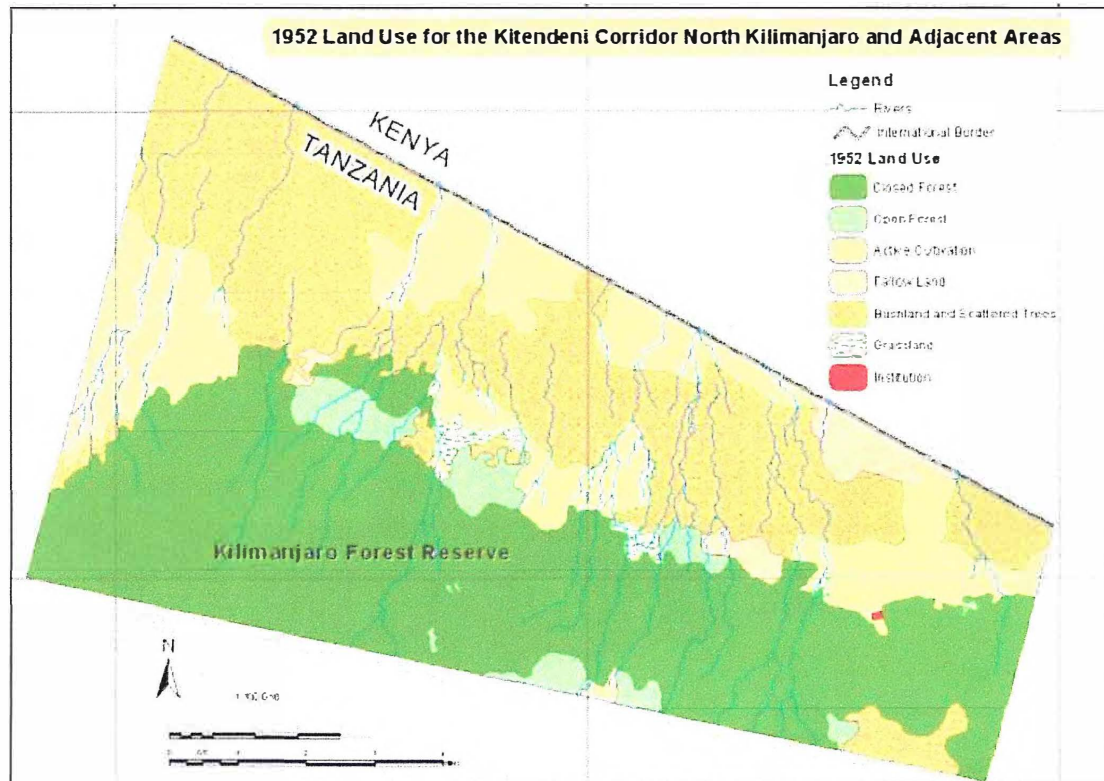 1952 Land Use for the Kitendeni Corridor North Kilimanjaro and Adjacent Areas
Legend
Rivers
International Border
1952 Land Use
Closed Forest
Open Forest
Active Cultivation
Fallow Land
Bushland and Scattered Trees
Grassland
Institution
KENYA
TANZANIA
Kilimanjaro Forest Reserve
N